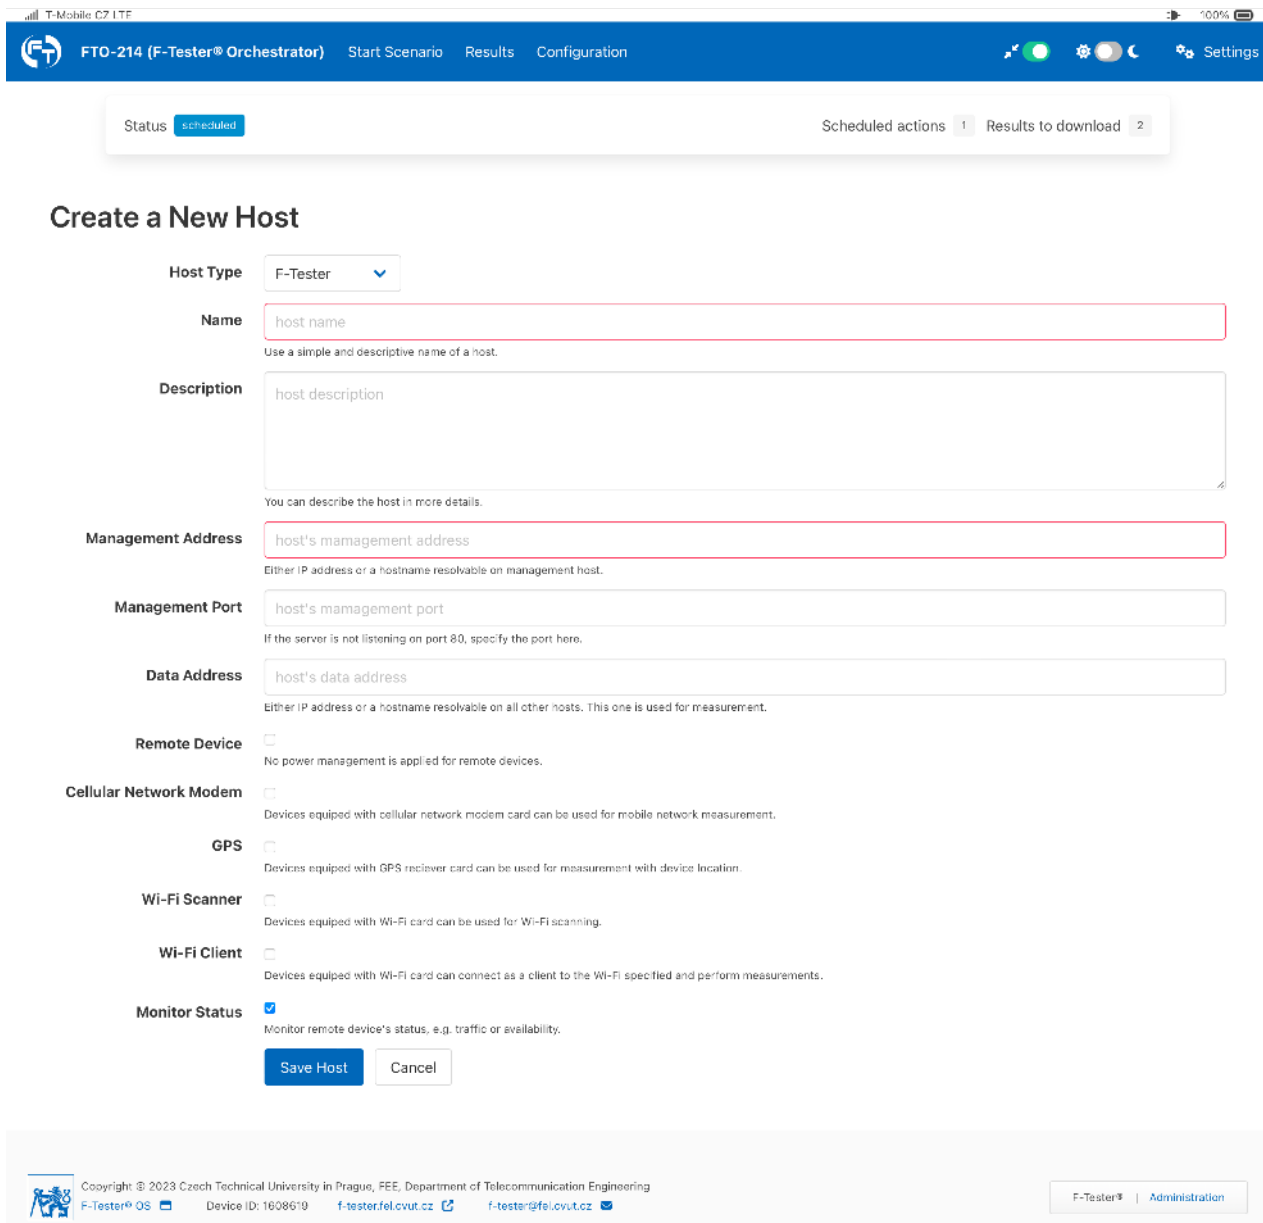 T-Mobile CZ LTE 100%
FTO-214 (F-Tester® Orchestrator) Start Scenario Results Configuration Settings
Status scheduled Scheduled actions 1 Results to download 2
Create a New Host
Host Type F-Tester
Name host name
Use a simple and descriptive name of a host.
Description host description
You can describe the host in more details.
Management Address host's mamagement address
Either IP address or a hostname resolvable on management host.
Management Port host's mamagement port
If the server is not listening on port 80, specify the port here.
Data Address host's data address
Either IP address or a hostname resolvable on all other hosts. This one is used for measurement.
Remote Device
No power management is applied for remote devices.
Cellular Network Modem
Devices equiped with cellular network modem card can be used for mobile network measurement.
GPS
Devices equiped with GPS reciever card can be used for measurement with device location.
Wi-Fi Scanner
Devices equiped with Wi-Fi card can be used for Wi-Fi scanning.
Wi-Fi Client
Devices equiped with Wi-Fi card can connect as a client to the Wi-Fi specified and perform measurements.
Monitor Status
Monitor remote device's status, e.g. traffic or availability.
Save Host Cancel
Copyright © 2023 Czech Technical University in Prague, FEE, Department of Telecommunication Engineering
F-Tester® OS Device ID: 1608619 f-tester.fel.cvut.cz f-tester@fel.cvut.cz F-Tester® | Administration